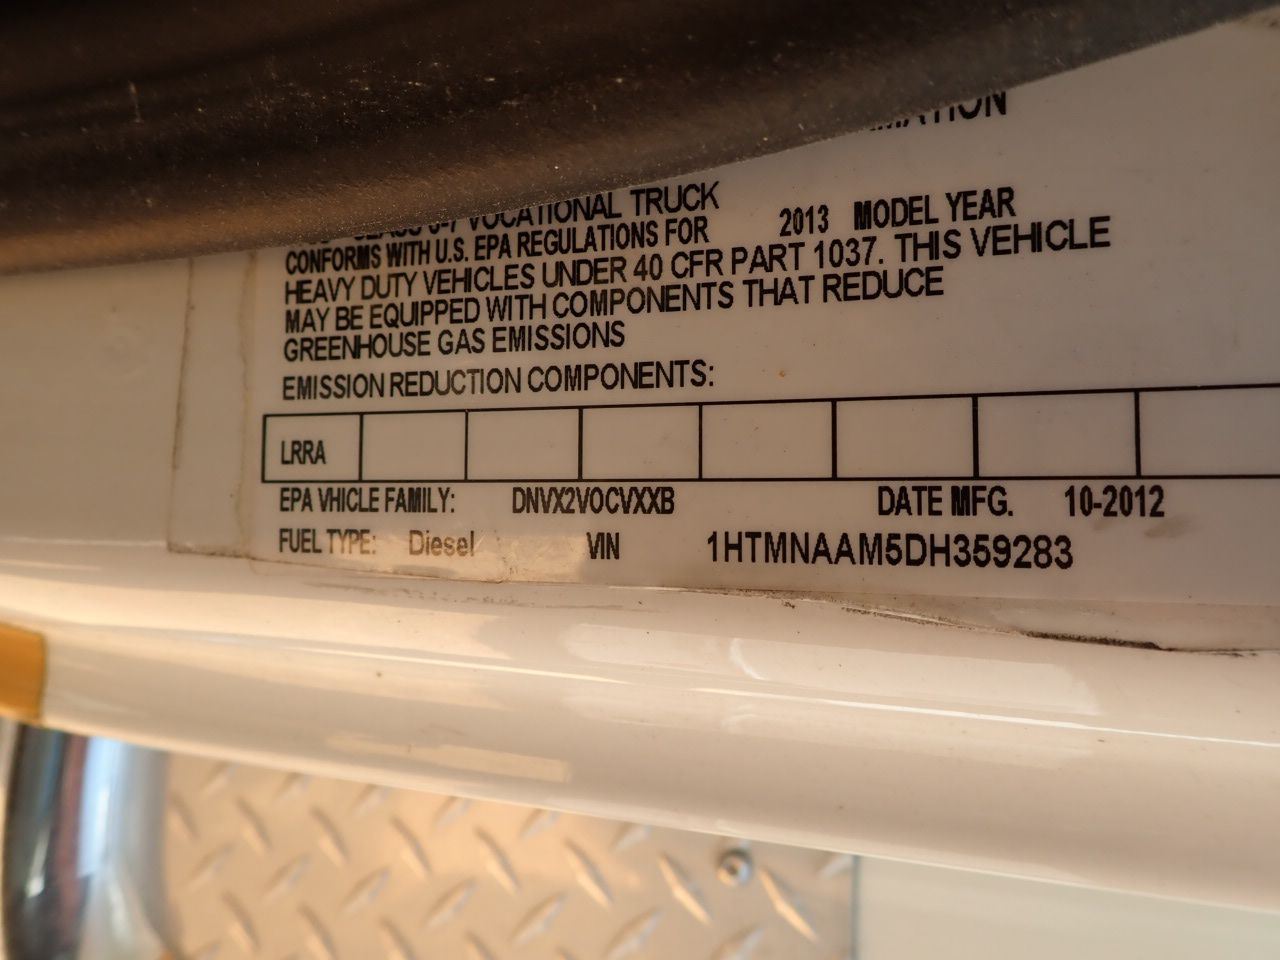 VOCATIONAL TRUCK
CONFORMS WITH U.S. EPA REGULATIONS FOR 2013 MODEL YEAR
HEAVY DUTY VEHICLES UNDER 40 CFR PART 1037. THIS VEHICLE
MAY BE EQUIPPED WITH COMPONENTS THAT REDUCE
GREENHOUSE GAS EMISSIONS
EMISSION REDUCTION COMPONENTS:
LRRA
EPA VHICLE FAMILY: DNVX2VOCVXXB DATE MFG. 10-2012
FUEL TYPE: Diesel VIN 1HTMNAAM5DH359283